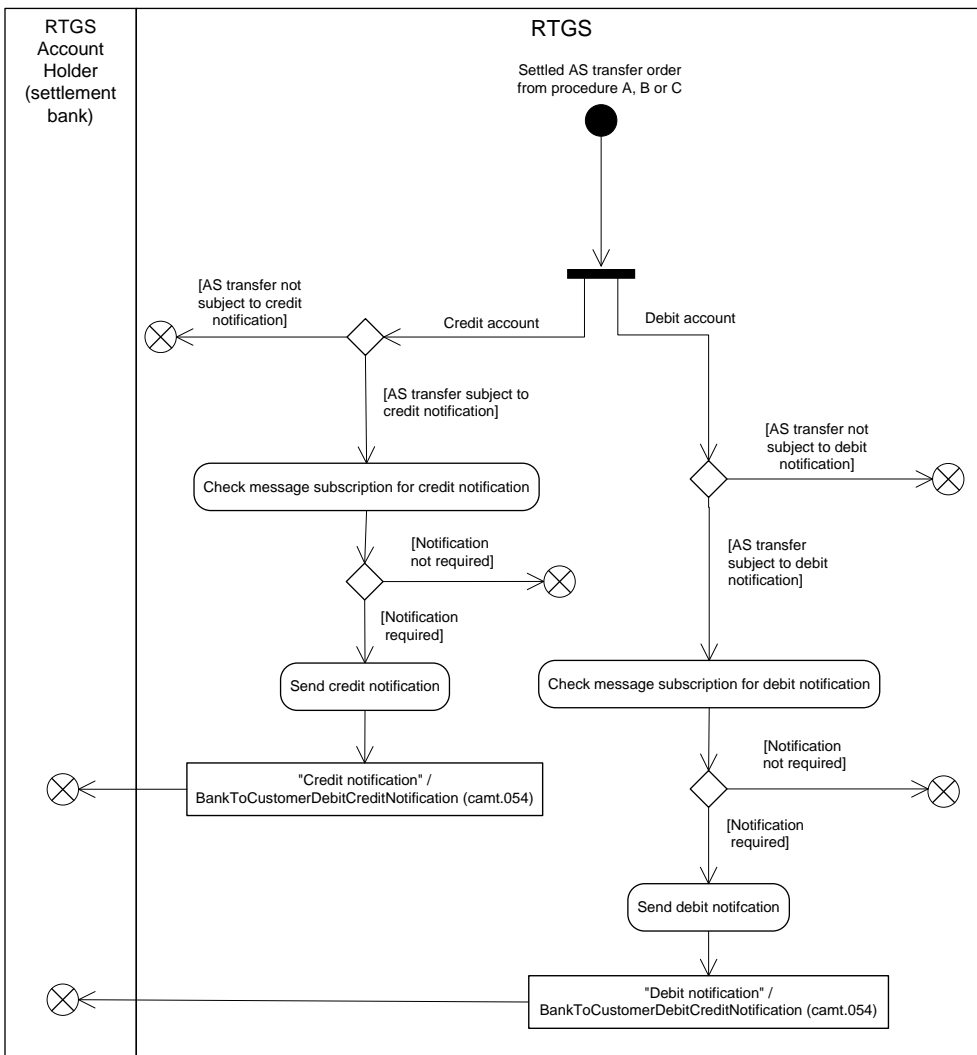 RTGS
Account
Holder
(settlement
bank)
RTGS
Settled AS transfer order
from procedure A, B or C
[AS transfer not
subject to credit
notification]
Credit account
Debit account
[AS transfer subject to
credit notification]
[AS transfer not
subject to debit
notification]
Check message subscription for credit notification
[Notification
not required]
[AS transfer
subject to debit
notification]
[Notification
required]
Send credit notification
Check message subscription for debit notification
[Notification
not required]
"Credit notification" /
BankToCustomerDebitCreditNotification (camt.054)
[Notification
required]
Send debit notifcation
"Debit notification" /
BankToCustomerDebitCreditNotification (camt.054)